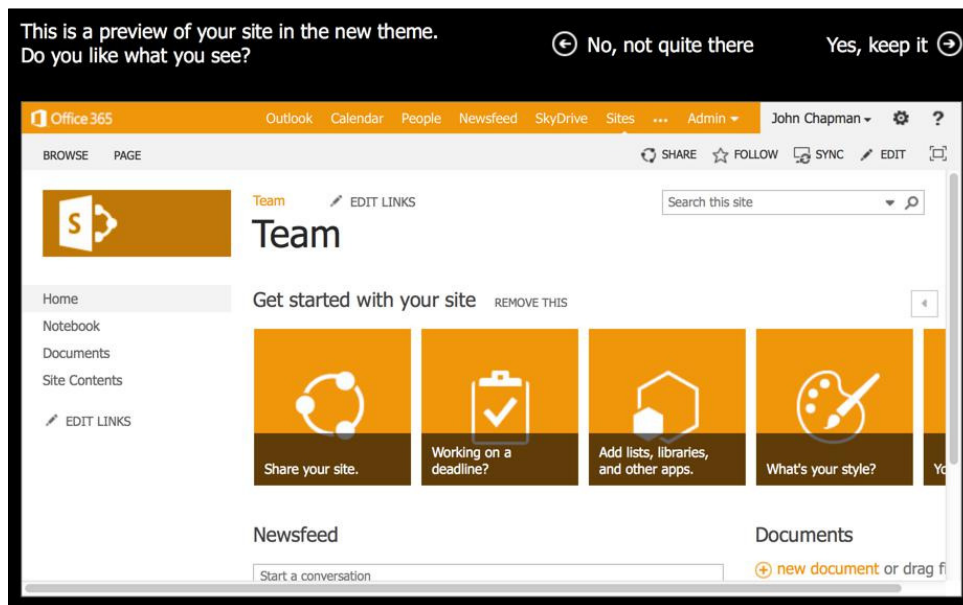 This is a preview of your site in the new theme.
Do you like what you see?
No, not quite there
Yes, keep it
Office 365
Outlook Calendar People Newsfeed SkyDrive Sites ... Admin
John Chapman
?
BROWSE PAGE
SHARE FOLLOW SYNC EDIT
S
Team
EDIT LINKS
Search this site
Team
Home
Notebook
Documents
Site Contents
EDIT LINKS
Get started with your site REMOVE THIS
Share your site.
Working on a
deadline?
Add lists, libraries,
and other apps.
What's your style?
Yo
Newsfeed
Start a conversation
Documents
new document or drag fi